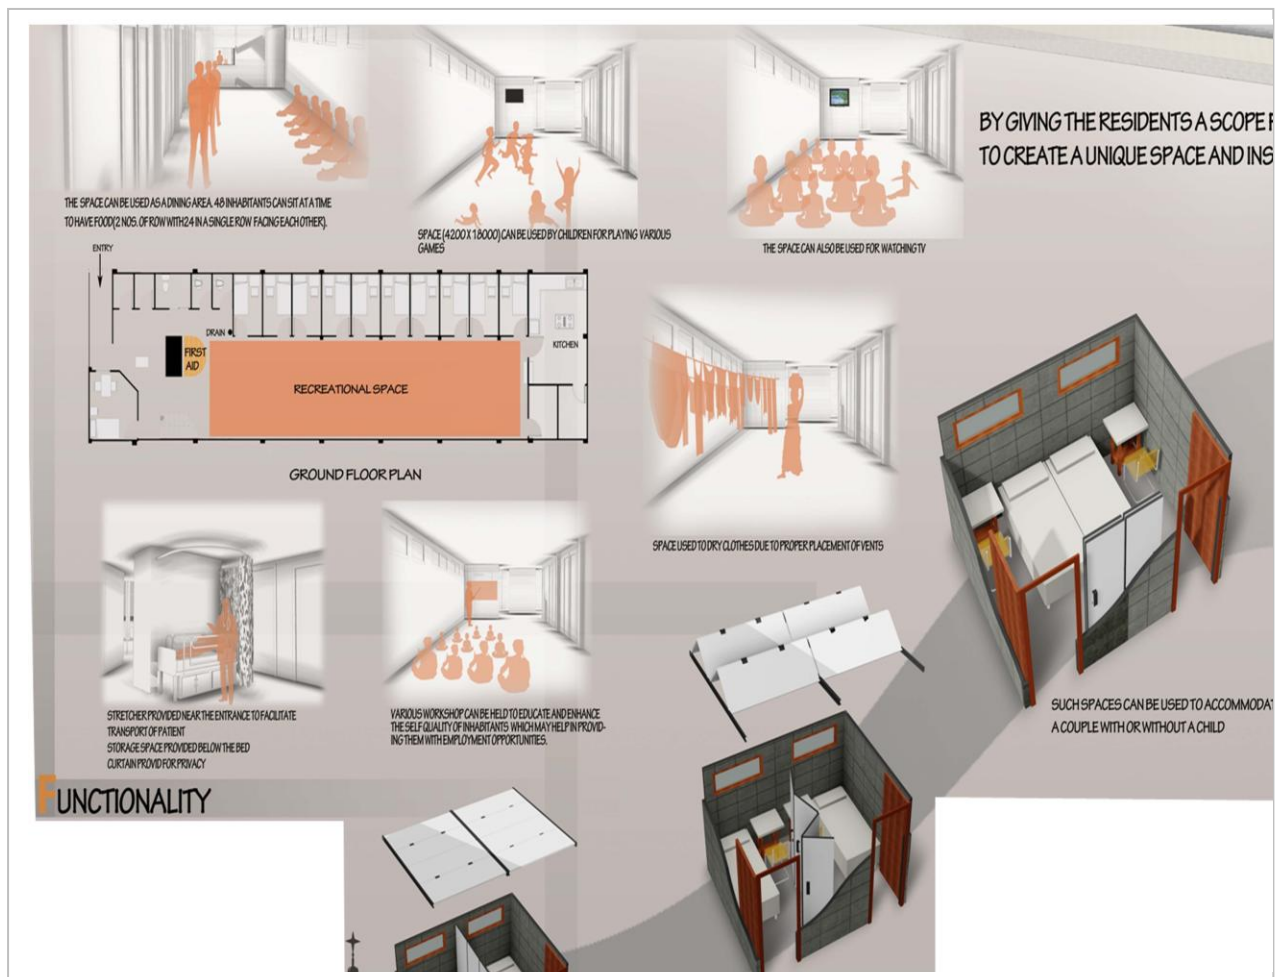 BY GIVING THE RESIDENTS A SCOPE
TO CREATE A UNIQUE SPACE AND INS
THE SPACE CAN BE USED AS A DINING AREA. 48 INHABITANTS CAN SIT AT A TIME
TO HAVE FOOD(2 NOS. OF ROW WITH 24 IN A SINGLE ROW FACING EACH OTHER).
SPACE (4200 X 18000) CAN BE USED BY CHILDREN FOR PLAYING VARIOUS
GAMES
THE SPACE CAN ALSO BE USED FOR WATCHING TV
ENTRY
DRAIN
FIRST
AID
KITCHEN
RECREATIONAL SPACE
GROUND FLOOR PLAN
SPACE USED TO DRY CLOTHES DUE TO PROPER PLACEMENT OF VENTS
STRETCHER PROVIDED NEAR THE ENTRANCE TO FACILITATE
TRANSPORT OF PATIENT
STORAGE SPACE PROVIDED BELOW THE BED
CURTAIN PROVID FOR PRIVACY
VARIOUS WORKSHOP CAN BE HELD TO EDUCATE AND ENHANCE
THE SELF QUALITY OF INHABITANTS WHICH MAY HELP IN PROVID-
ING THEM WITH EMPLOYMENT OPPORTUNITIES.
SUCH SPACES CAN BE USED TO ACCOMMODAT
A COUPLE WITH OR WITHOUT A CHILD
FUNCTIONALITY